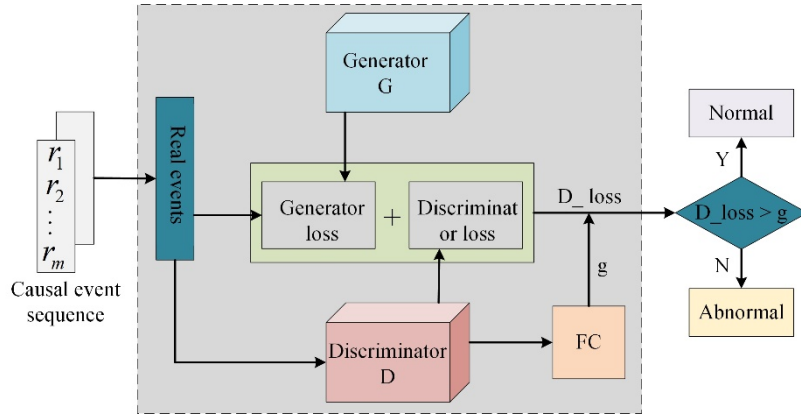 Generator
G
Real events
r1
r2
⋮
rm
Causal event
sequence
Generator
loss
+
Discriminat
or loss
D_ loss
g
Discriminator
D
FC
Normal
Y
D_loss > g
N
Abnormal